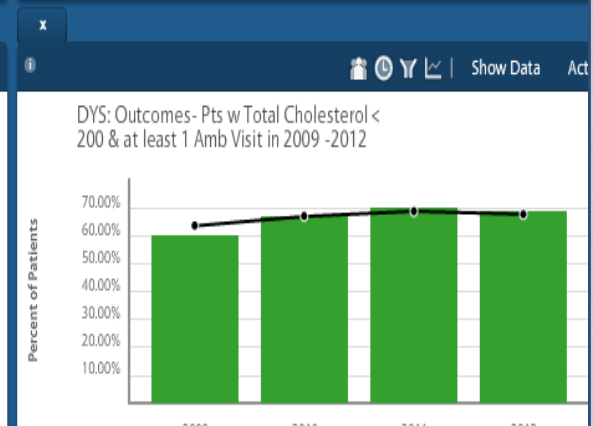 x
i
Show Data Act
DYS: Outcomes- Pts w Total Cholesterol <
200 & at least 1 Amb Visit in 2009 -2012
Percent of Patients
70.00%
60.00%
50.00%
40.00%
30.00%
20.00%
10.00%